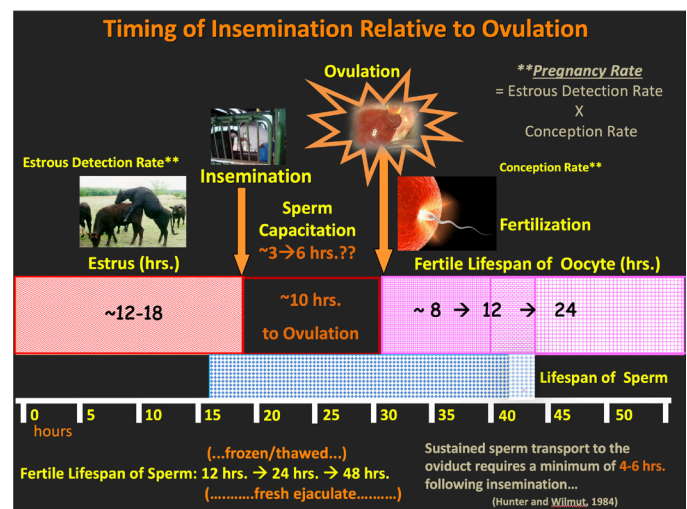 Timing of Insemination Relative to Ovulation
Ovulation
**Pregnancy Rate
= Estrous Detection Rate
X
Conception Rate
Estrous Detection Rate**
Insemination
Conception Rate**
Sperm
Capacitation
~3→6 hrs.??
Fertilization
Estrus (hrs.)
Fertile Lifespan of Oocyte (hrs.)
~12-18
~10 hrs.
to Ovulation
~ 8 → 12 → 24
Lifespan of Sperm
0 5 10 15 20 25 30 35 40 45 50
hours
(...frozen/thawed...)
Fertile Lifespan of Sperm: 12 hrs. → 24 hrs. → 48 hrs.
(……....fresh ejaculate……...)
Sustained sperm transport to the
oviduct requires a minimum of 4-6 hrs.
following insemination…
(Hunter and Wilmut, 1984)